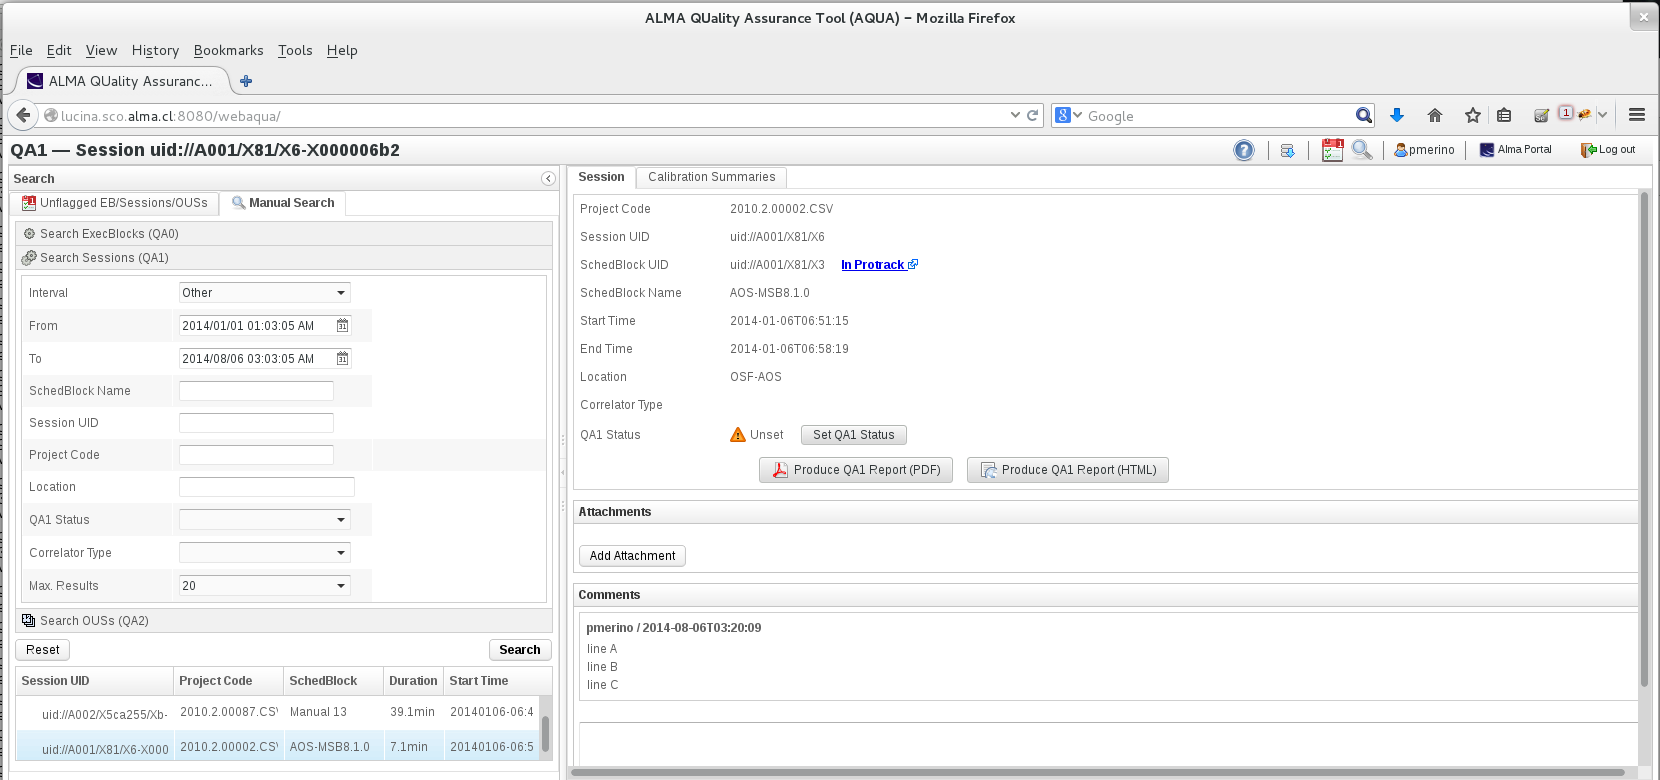 ALMA QUality Assurance Tool (AQUA) – Mozilla Firefox
File Edit View History Bookmarks Tools Help
ALMA QUality Assuranc...
lucina.sco.alma.cl:8080/webaqua/
Google
1
QA1 — Session uid://A001/X81/X6-X000006b2
pmerino
Alma Portal
Log out
Search
Unflagged EB/Sessions/OUSs
Manual Search
Search ExecBlocks (QA0)
Search Sessions (QA1)
Interval Other
From 2014/01/01 01:03:05 AM
To 2014/08/06 03:03:05 AM
SchedBlock Name
Session UID
Project Code
Location
QA1 Status
Correlator Type
Max. Results 20
Search OUSs (QA2)
Reset Search
Session UID Project Code SchedBlock Duration Start Time
uid://A002/X5ca255/Xb- 2010.2.00087.CSV Manual 13 39.1min 20140106-06:4
uid://A001/X81/X6-X000 2010.2.00002.CSV AOS-MSB8.1.0 7.1min 20140106-06:5
Session Calibration Summaries
Project Code 2010.2.00002.CSV
Session UID uid://A001/X81/X6
SchedBlock UID uid://A001/X81/X3 In Protrack
SchedBlock Name AOS-MSB8.1.0
Start Time 2014-01-06T06:51:15
End Time 2014-01-06T06:58:19
Location OSF-AOS
Correlator Type
QA1 Status Unset Set QA1 Status
Produce QA1 Report (PDF) Produce QA1 Report (HTML)
Attachments
Add Attachment
Comments
pmerino / 2014-08-06T03:20:09
line A
line B
line C